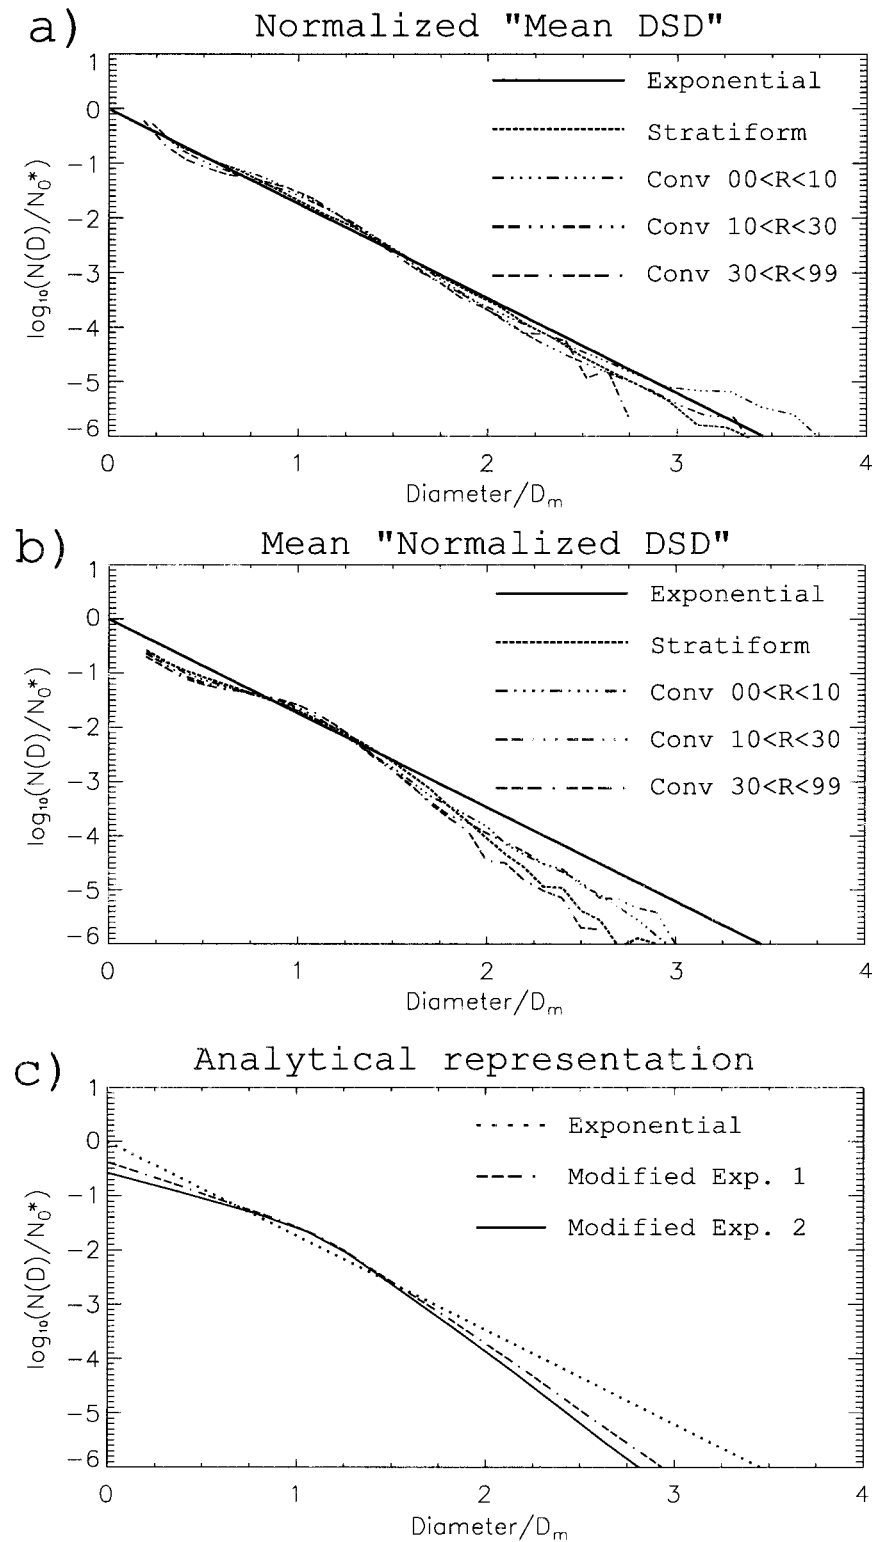 a)
Normalized "Mean DSD"
1
0
−1
−2
−3
−4
−5
−6
log₁₀(N(D)/N₀*)
Exponential
Stratiform
Conv 00<R<10
Conv 10<R<30
Conv 30<R<99
0 1 2 3 4
Diameter/Dₘ
b)
Mean "Normalized DSD"
1
0
−1
−2
−3
−4
−5
−6
log₁₀(N(D)/N₀*)
Exponential
Stratiform
Conv 00<R<10
Conv 10<R<30
Conv 30<R<99
0 1 2 3 4
Diameter/Dₘ
c)
Analytical representation
1
0
−1
−2
−3
−4
−5
−6
log₁₀(N(D)/N₀*)
Exponential
Modified Exp. 1
Modified Exp. 2
0 1 2 3 4
Diameter/Dₘ